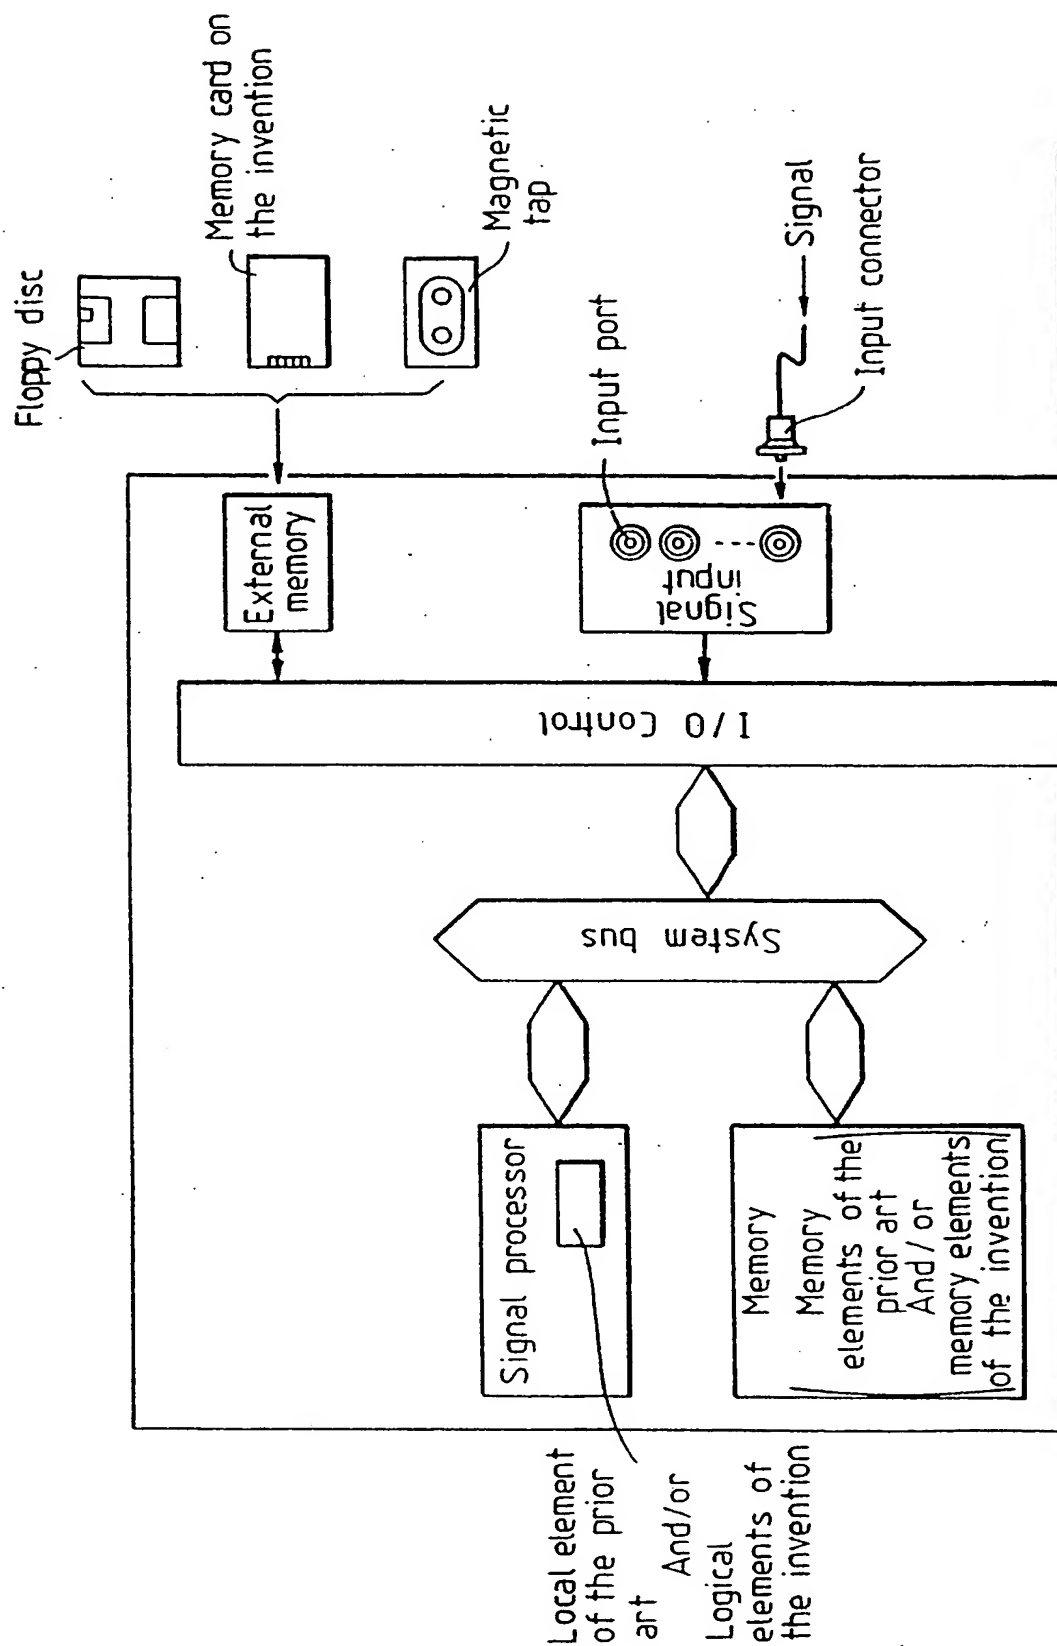 Floppy disc
Memory card on
the invention
Magnetic
tap
External
memory
Input port
Signal
input
Signal
Input connector
I/O Control
System bus
Signal processor
Memory
Memory
elements of the
prior art
And/or
memory elements
of the invention
Local element
of the prior
art And/or
Logical
elements of
the invention